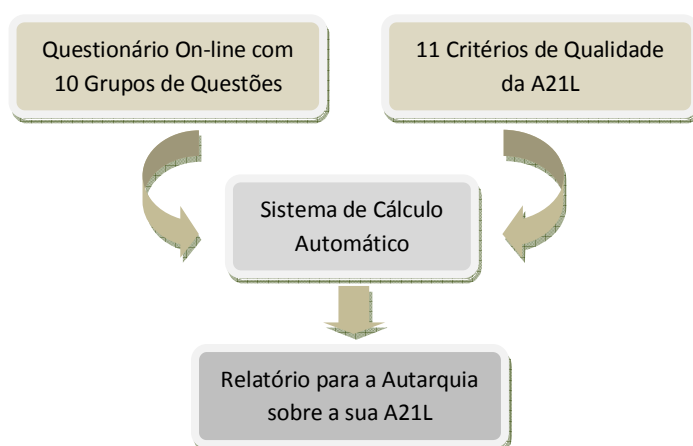 Questionário On-line com
10 Grupos de Questões
11 Critérios de Qualidade
da A21L
Sistema de Cálculo
Automático
Relatório para a Autarquia
sobre a sua A21L